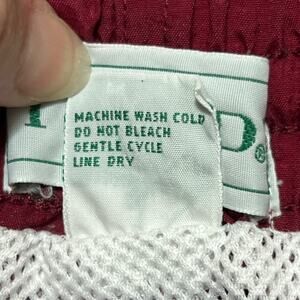 MACHINE WASH COLD
DO NOT BLEACH
GENTLE CYCLE
LINE DRY